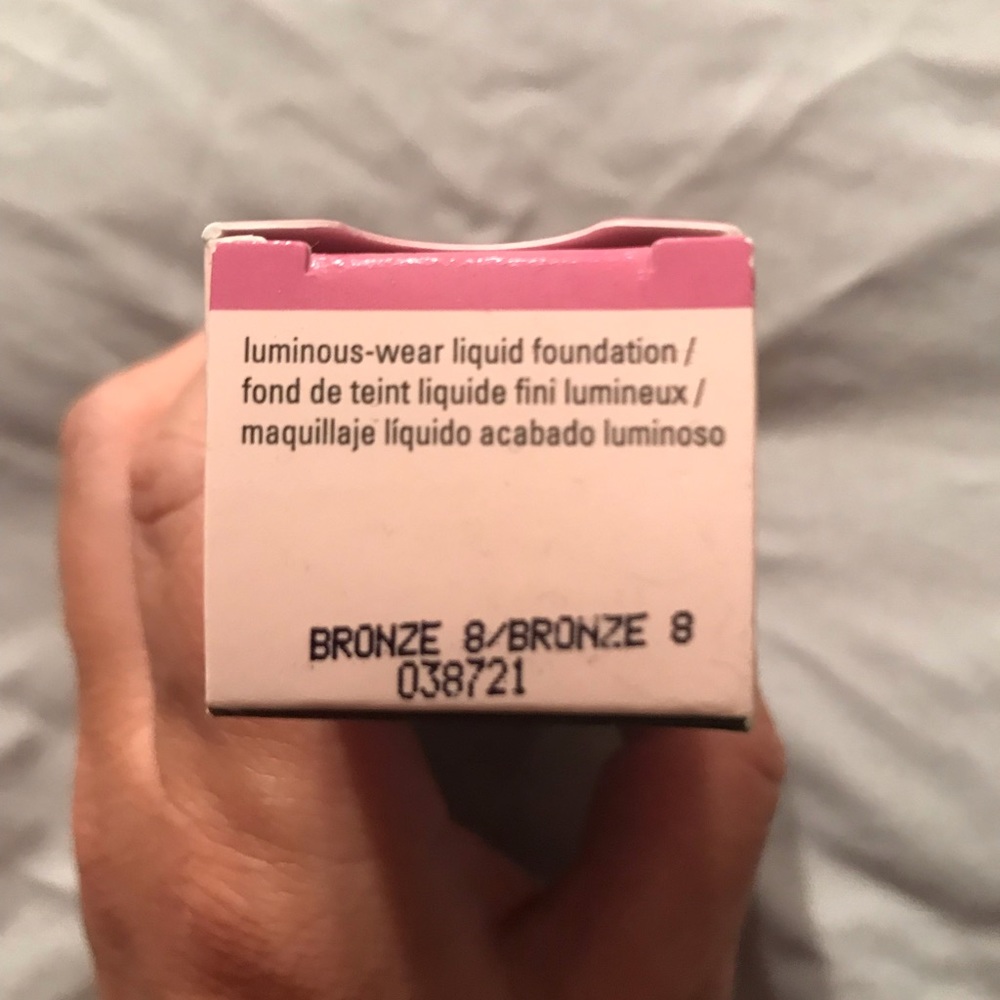 luminous-wear liquid foundation /
fond de teint liquide fini lumineux /
maquillaje líquido acabado luminoso
BRONZE 8/BRONZE 8
038721